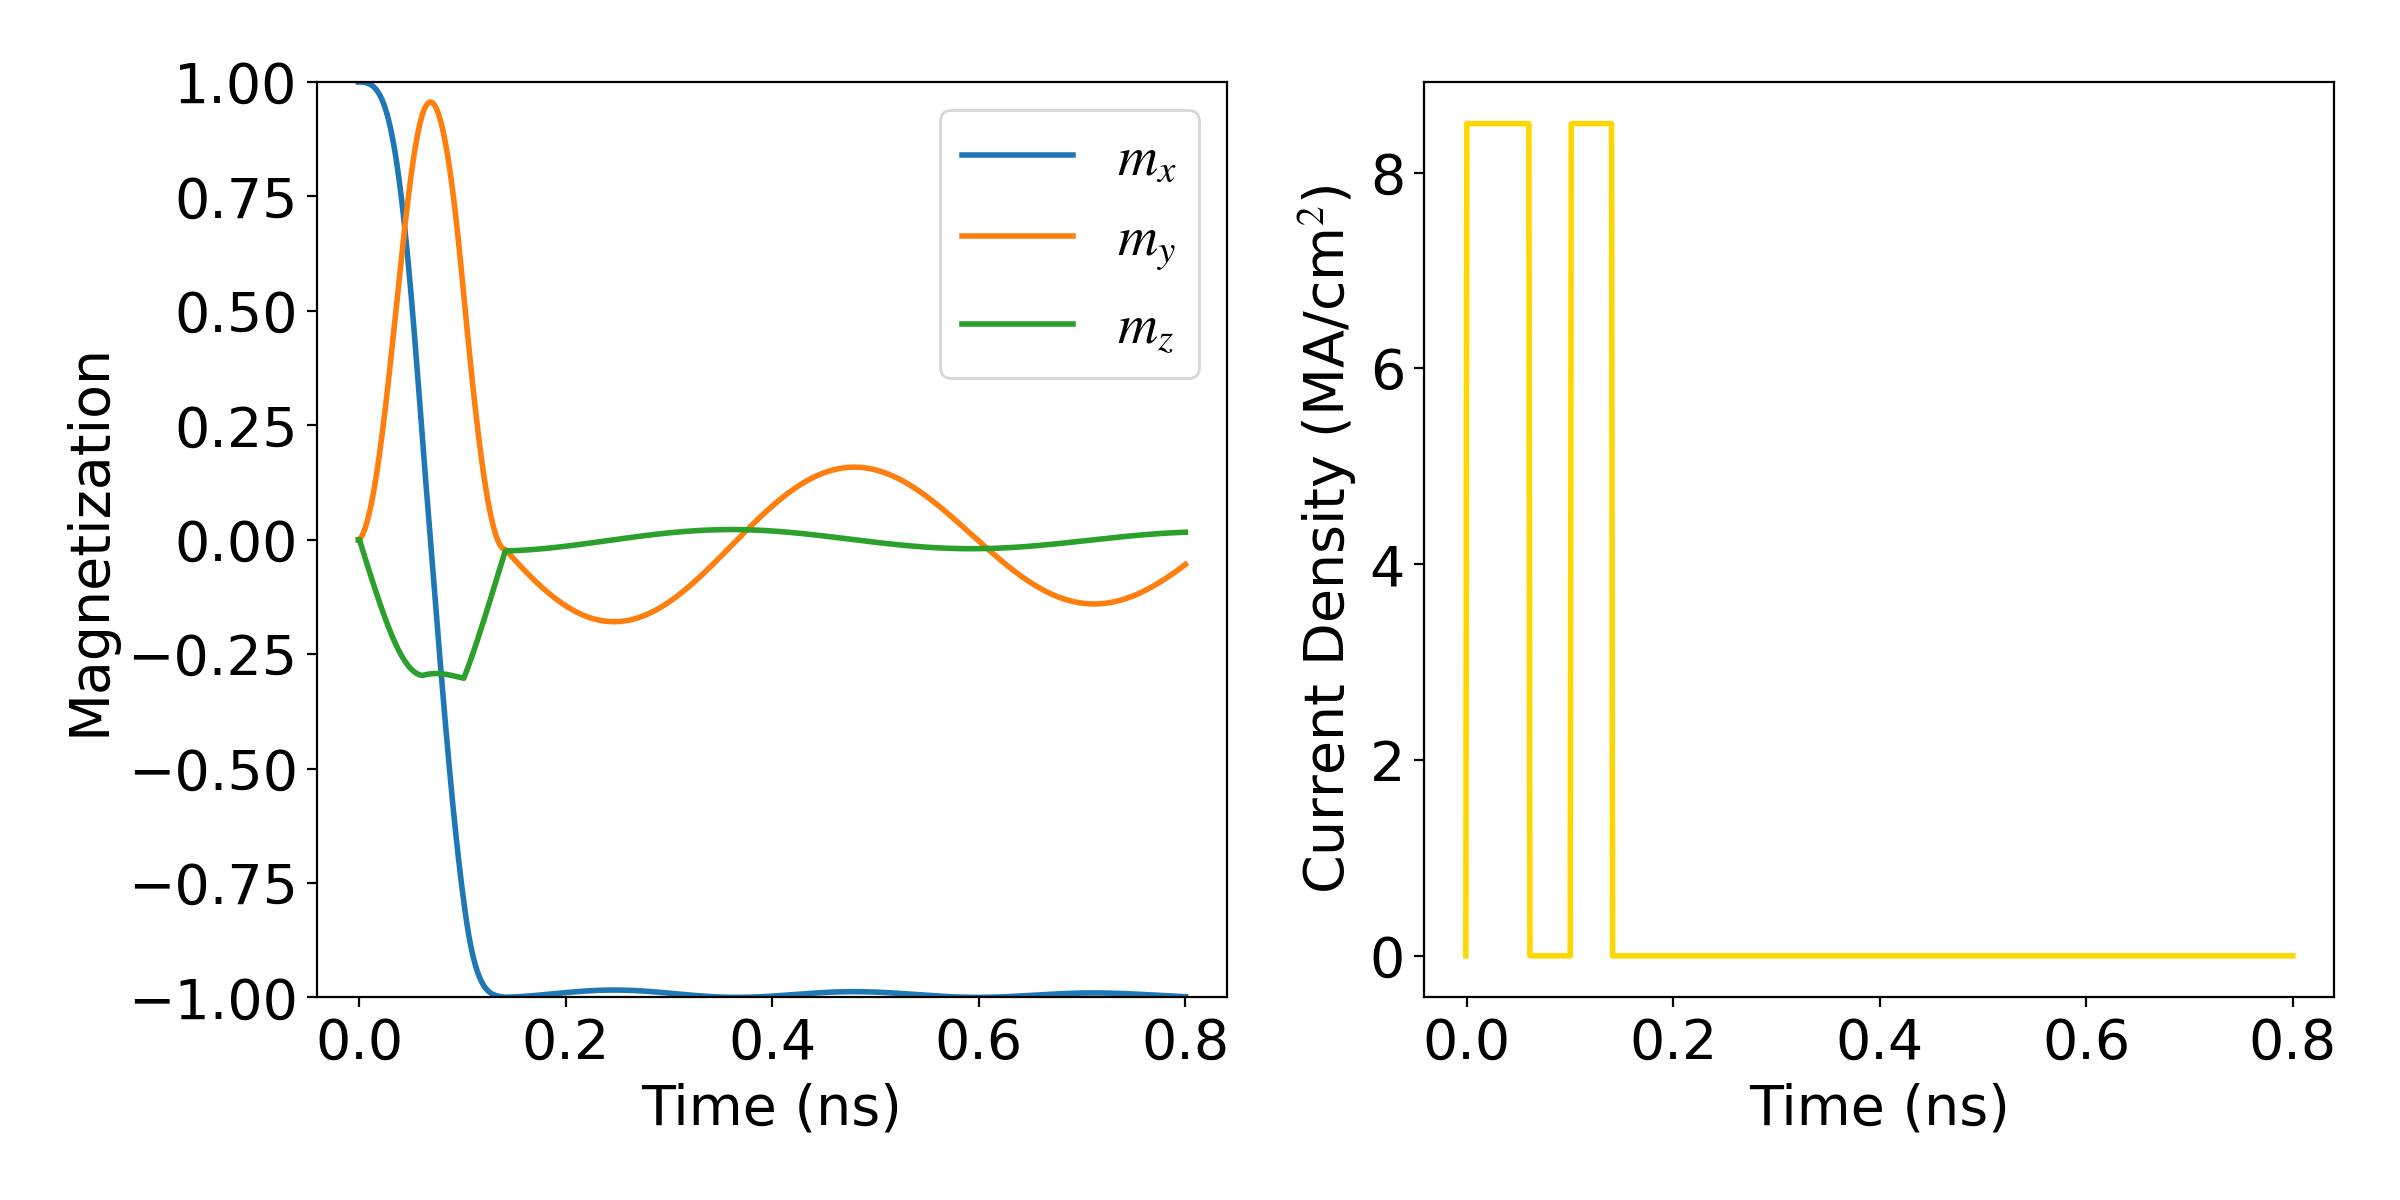 Magnetization
1.00
0.75
0.50
0.25
0.00
−0.25
−0.50
−0.75
−1.00
0.0 0.2 0.4 0.6 0.8
Time (ns)
m_x
m_y
m_z
Current Density (MA/cm²)
8
6
4
2
0
0.0 0.2 0.4 0.6 0.8
Time (ns)